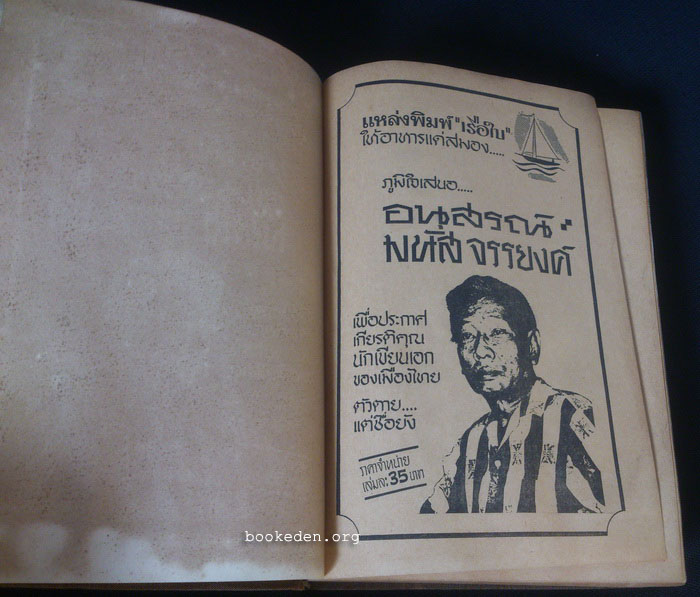 แหล่งพิมพ์"เรือใบ"
ให้อาหารแด่สมอง.....
ภูมิใจเสนอ.....
อนุสรณ์
มนัส จรรยงค์
เพื่อประกาศ
เกียรติคุณ
นักเขียนเอก
ของเมืองไทย
ตัวตาย....
แต่ชื่อยัง
ราคาจำหน่าย
เล่มละ 35 บาท
bookeden.org